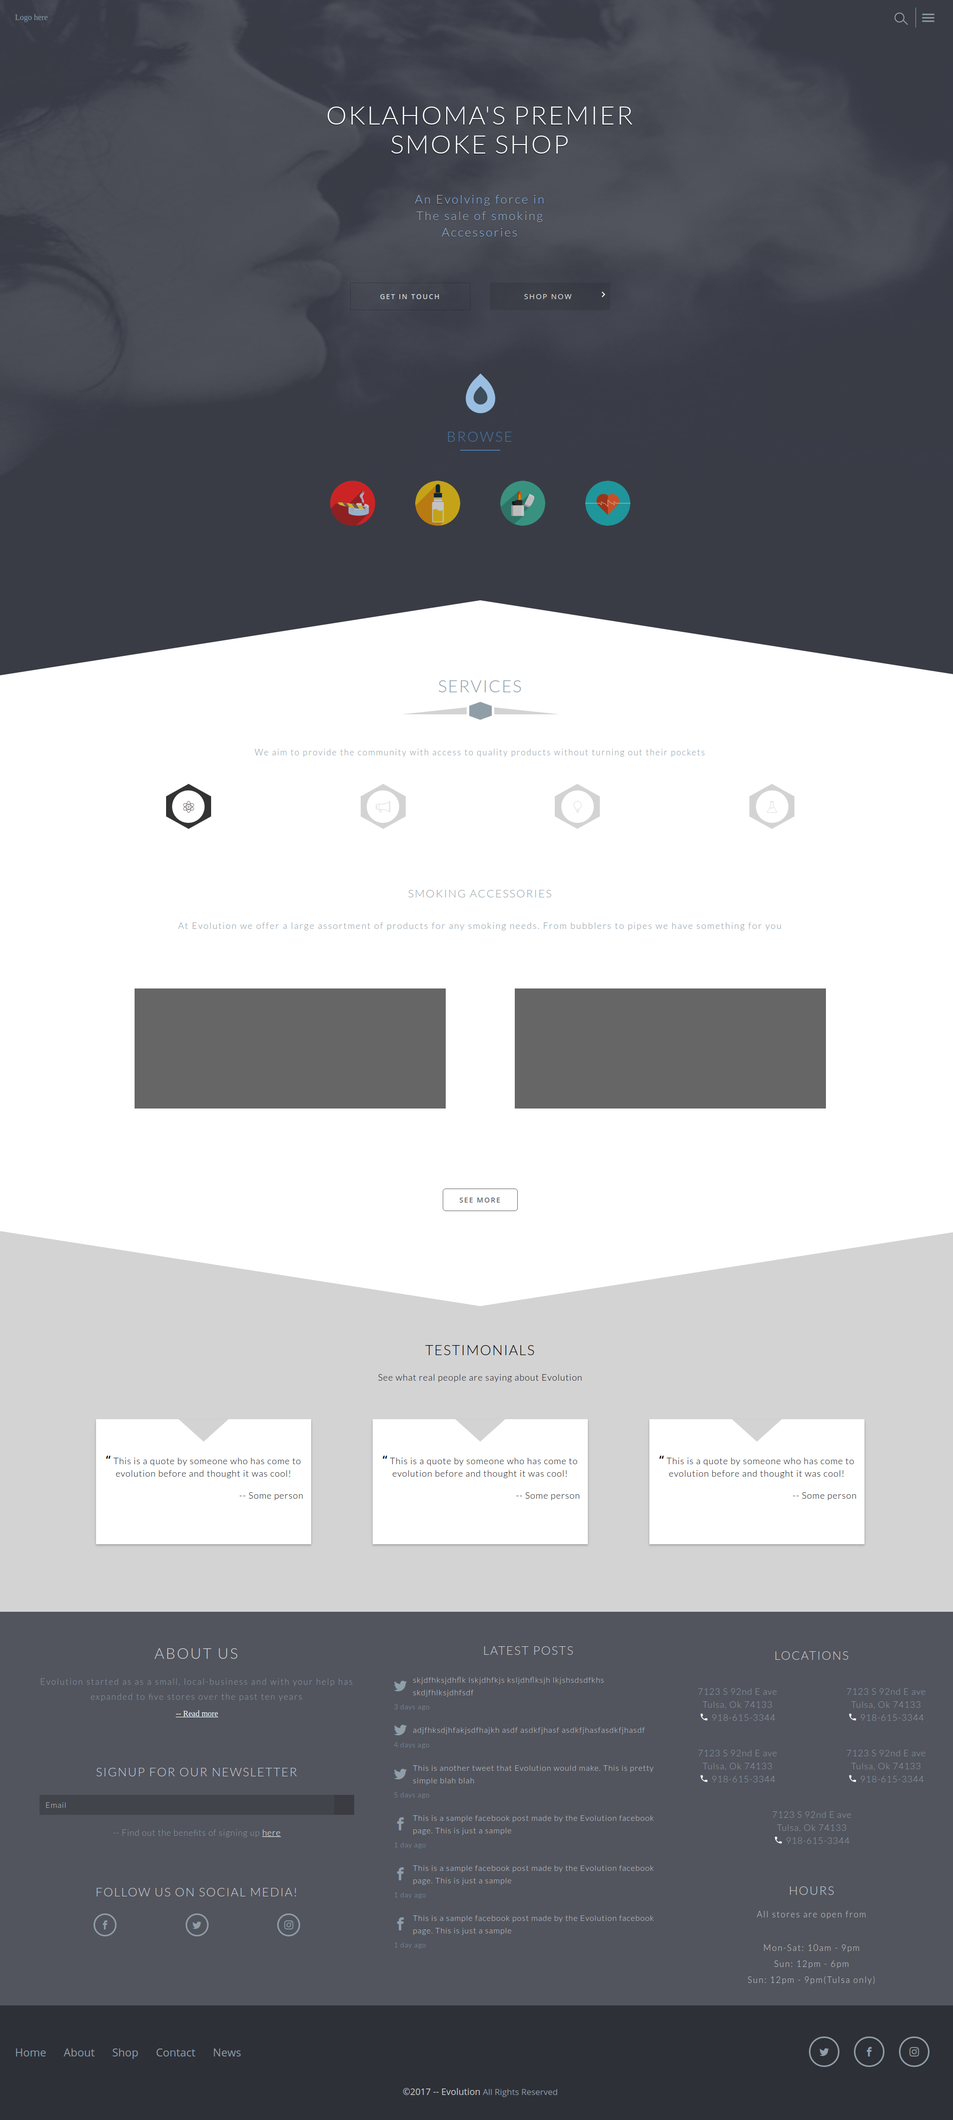 Logo here
OKLAHOMA'S PREMIER
SMOKE SHOP
An Evolving force in
The sale of smoking
Accessories
GET IN TOUCH
SHOP NOW
BROWSE
SERVICES
We aim to provide the community with access to quality products without turning out their pockets
SMOKING ACCESSORIES
At Evolution we offer a large assortment of products for any smoking needs. From bubblers to pipes we have something for you
SEE MORE
TESTIMONIALS
See what real people are saying about Evolution
“ This is a quote by someone who has come to
evolution before and thought it was cool!
-- Some person
“ This is a quote by someone who has come to
evolution before and thought it was cool!
-- Some person
“ This is a quote by someone who has come to
evolution before and thought it was cool!
-- Some person
ABOUT US
Evolution started as as a small, local-business and with your help has
expanded to five stores over the past ten years
-- Read more
SIGNUP FOR OUR NEWSLETTER
Email
-- Find out the benefits of signing up here
FOLLOW US ON SOCIAL MEDIA!
LATEST POSTS
skjdfhksjdhflk lskjdhfkjs ksljdhflksjh lkjshsdsdfkhs
skdjfhlksjdhfsdf
3 days ago
adjfhksdjhfakjsdfhajkh asdf asdkfjhasf asdkfjhasfasdkfjhasdf
4 days ago
This is another tweet that Evolution would make. This is pretty
simple blah blah
5 days ago
This is a sample facebook post made by the Evolution facebook
page. This is just a sample
1 day ago
This is a sample facebook post made by the Evolution facebook
page. This is just a sample
1 day ago
This is a sample facebook post made by the Evolution facebook
page. This is just a sample
1 day ago
LOCATIONS
7123 S 92nd E ave
Tulsa, Ok 74133
918-615-3344
7123 S 92nd E ave
Tulsa, Ok 74133
918-615-3344
7123 S 92nd E ave
Tulsa, Ok 74133
918-615-3344
7123 S 92nd E ave
Tulsa, Ok 74133
918-615-3344
7123 S 92nd E ave
Tulsa, Ok 74133
918-615-3344
HOURS
All stores are open from
Mon-Sat: 10am - 9pm
Sun: 12pm - 6pm
Sun: 12pm - 9pm(Tulsa only)
Home About Shop Contact News
©2017 -- Evolution All Rights Reserved